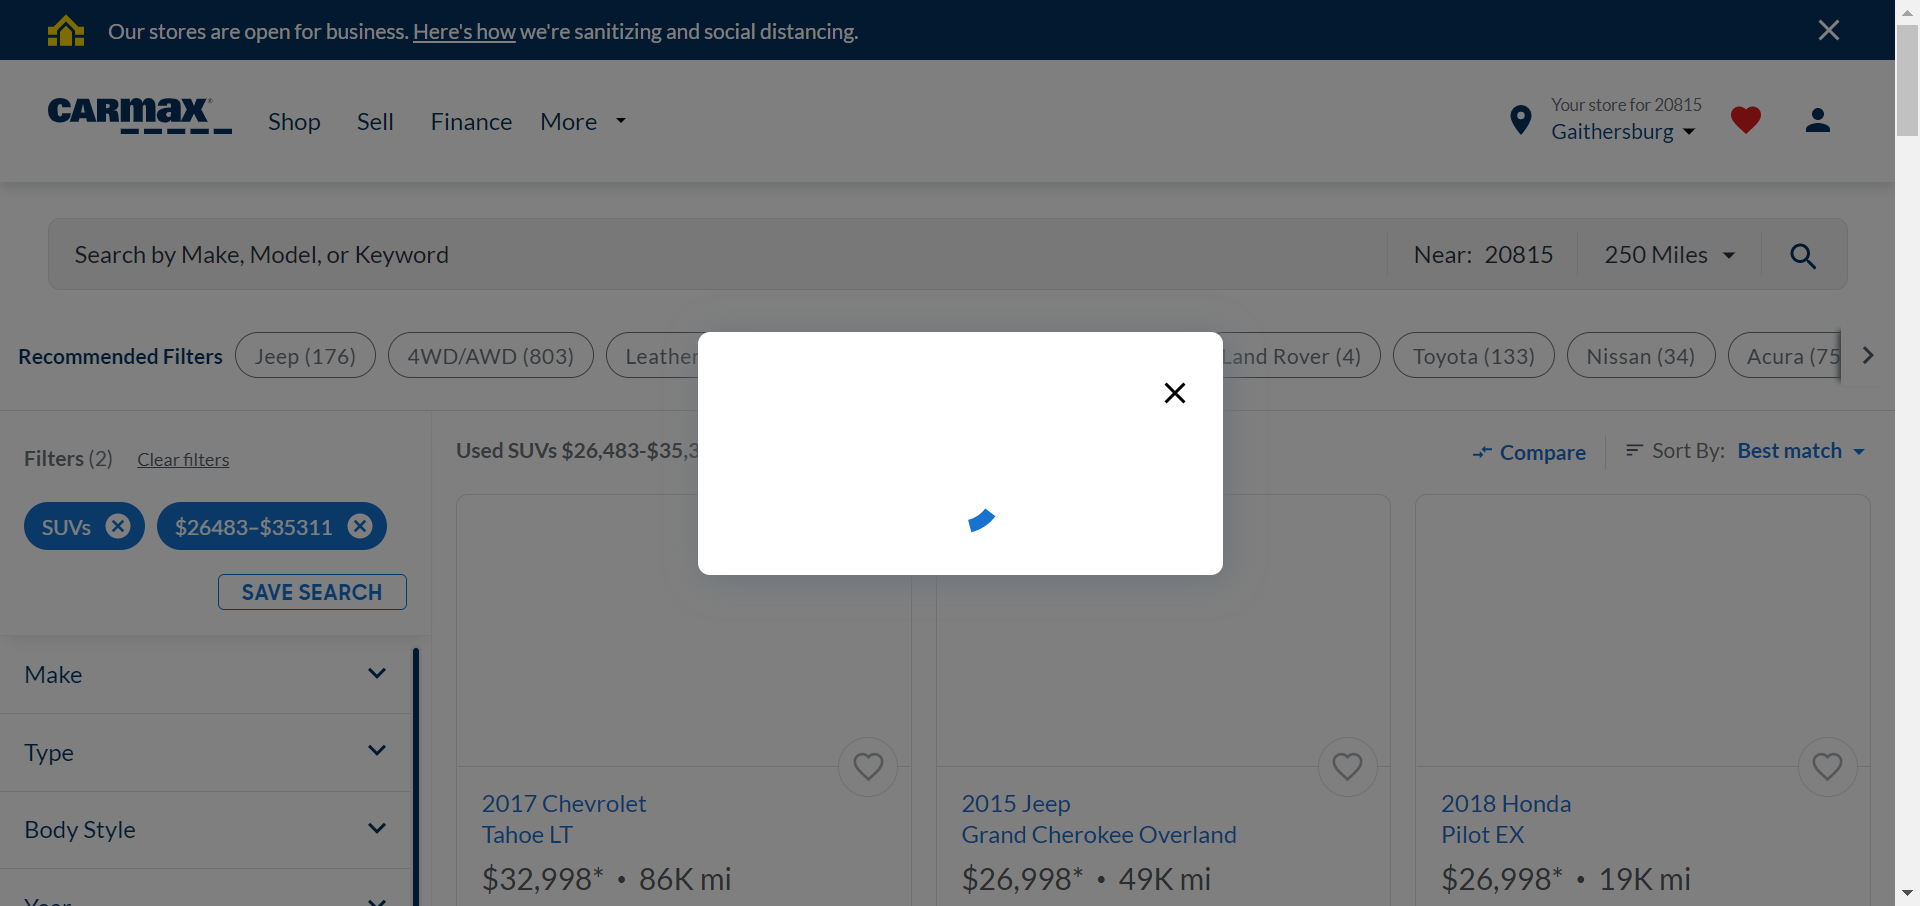 Our stores are open for business. Here's how we're sanitizing and social distancing.
CARMAX
Shop
Sell
Finance
More
Your store for 20815
Gaithersburg
Search by Make, Model, or Keyword
Near: 20815
250 Miles
Recommended Filters
Jeep (176)
4WD/AWD (803)
Leather
Land Rover (4)
Toyota (133)
Nissan (34)
Acura (75
Filters (2)
Clear filters
SUVs
$26483–$35311
SAVE SEARCH
Make
Type
Body Style
Year
Used SUVs $26,483-$35,3
Compare
Sort By: Best match
2017 Chevrolet
Tahoe LT
$32,998* • 86K mi
2015 Jeep
Grand Cherokee Overland
$26,998* • 49K mi
2018 Honda
Pilot EX
$26,998* • 19K mi